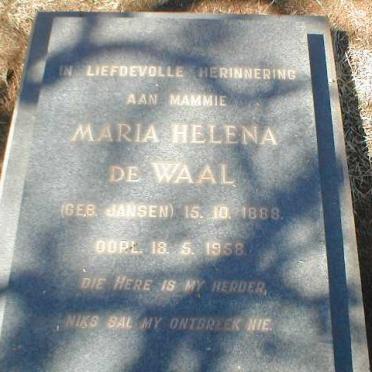 IN LIEFDEVOLLE HERINNERING
AAN MAMMIE
MARIA HELENA
DE WAAL
(GEB. JANSEN) 15. 10. 1888.
OORL. 18. 5. 1958.
DIE HERE IS MY HERDER,
NIKS SAL MY ONTBREEK NIE.